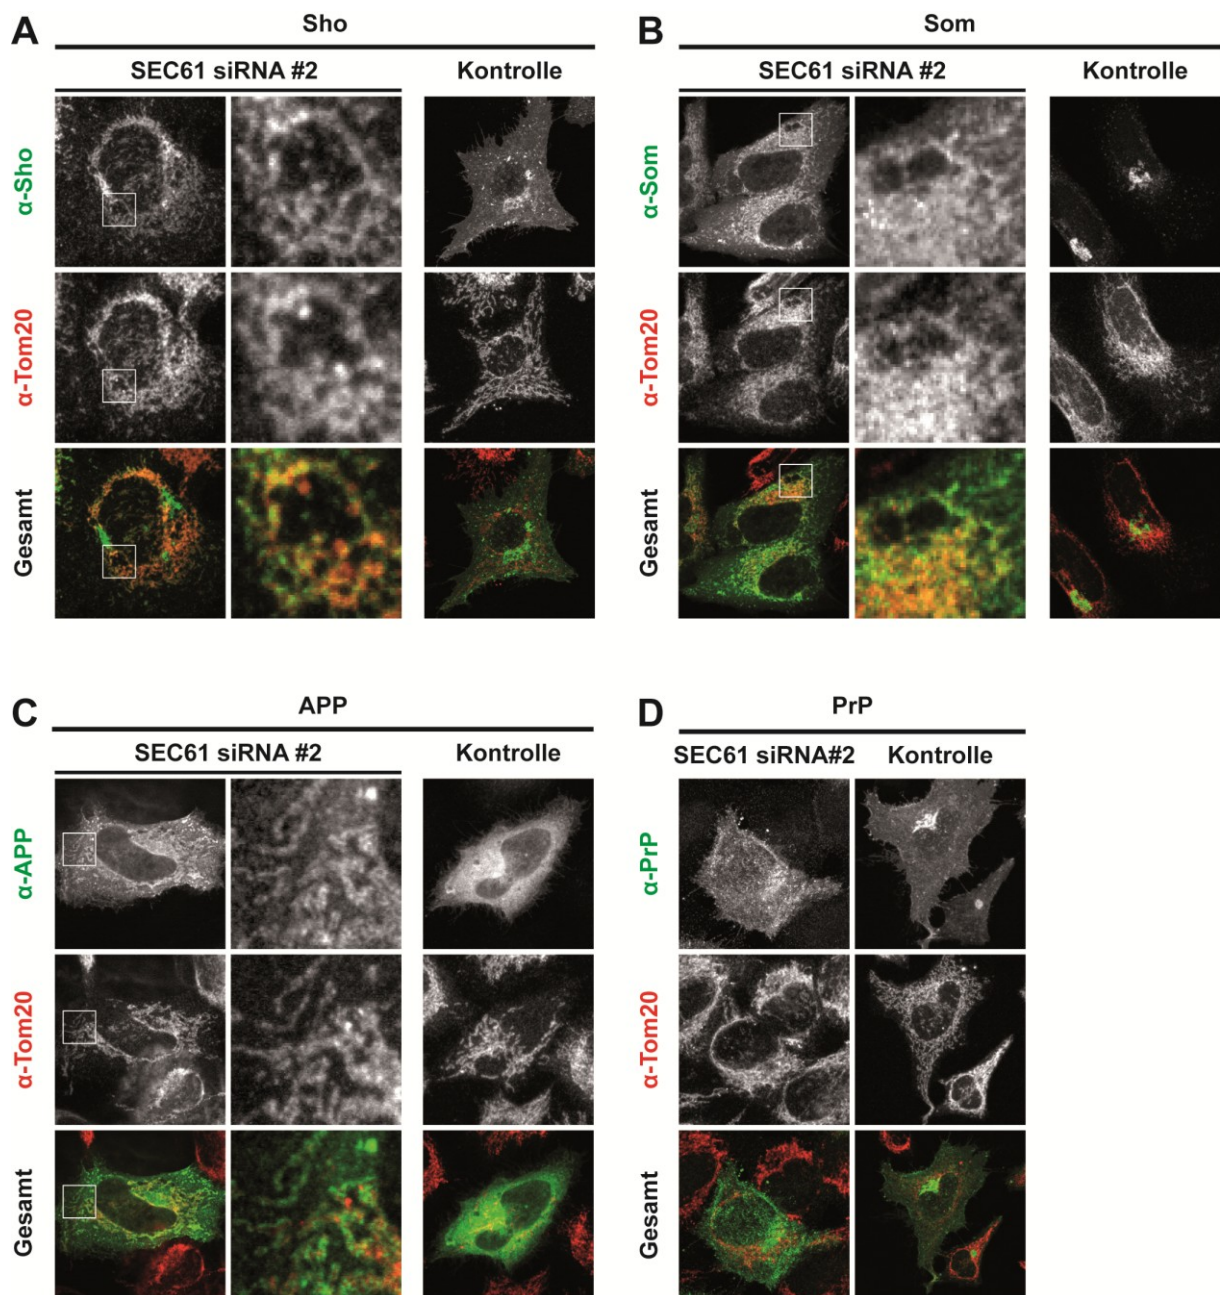 A
Sho
SEC61 siRNA #2
Kontrolle
α-Sho
α-Tom20
Gesamt
B
Som
SEC61 siRNA #2
Kontrolle
α-Som
α-Tom20
Gesamt
C
APP
SEC61 siRNA #2
Kontrolle
α-APP
α-Tom20
Gesamt
D
PrP
SEC61 siRNA#2
Kontrolle
α-PrP
α-Tom20
Gesamt